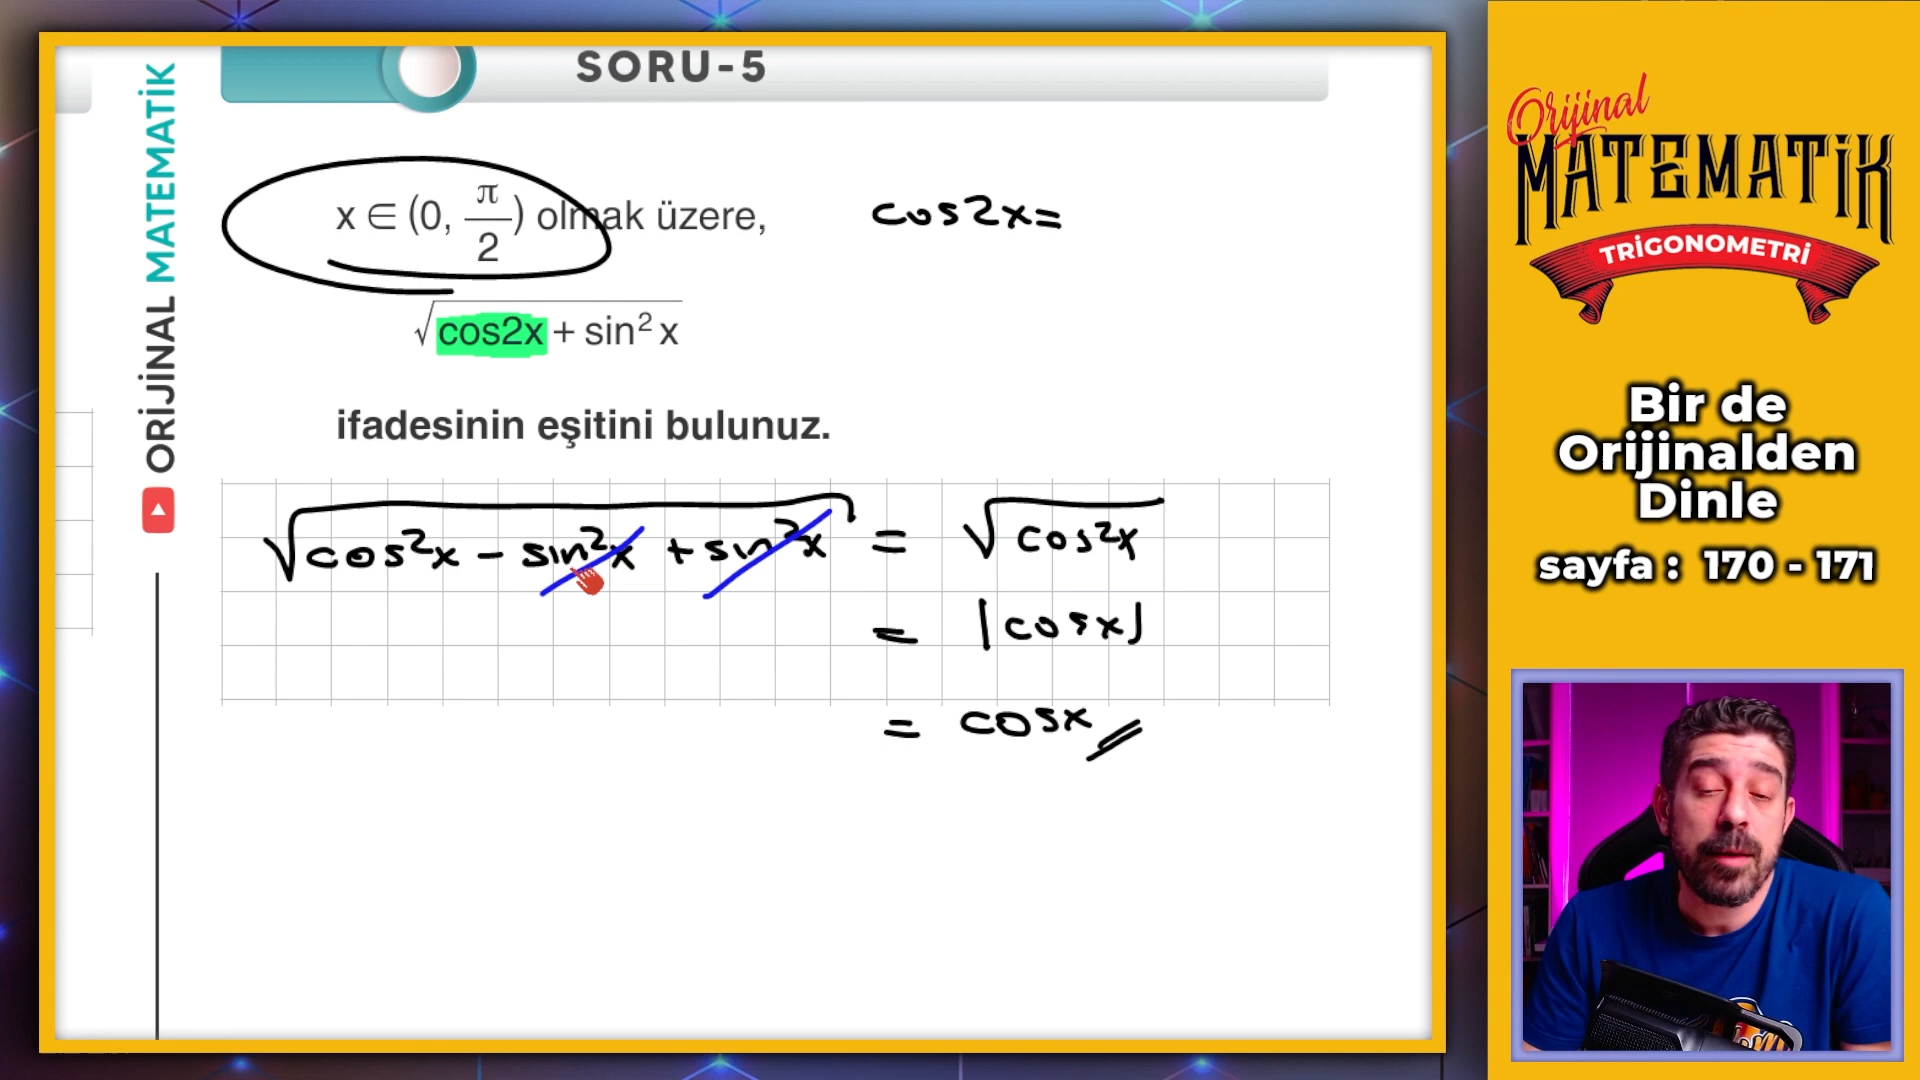 SORU-5
ORİJİNAL MATEMATİK
x ∈ (0, π/2) olmak üzere,
cos2x=
√(cos2x + sin² x)
ifadesinin eşitini bulunuz.
√(cos²x - sin²x + sin²x) = √(cos²x)
= |cosx|
= cosx
Orijinal
MATEMATİK
TRİGONOMETRİ
Bir de
Orijinalden
Dinle
sayfa : 170 - 171